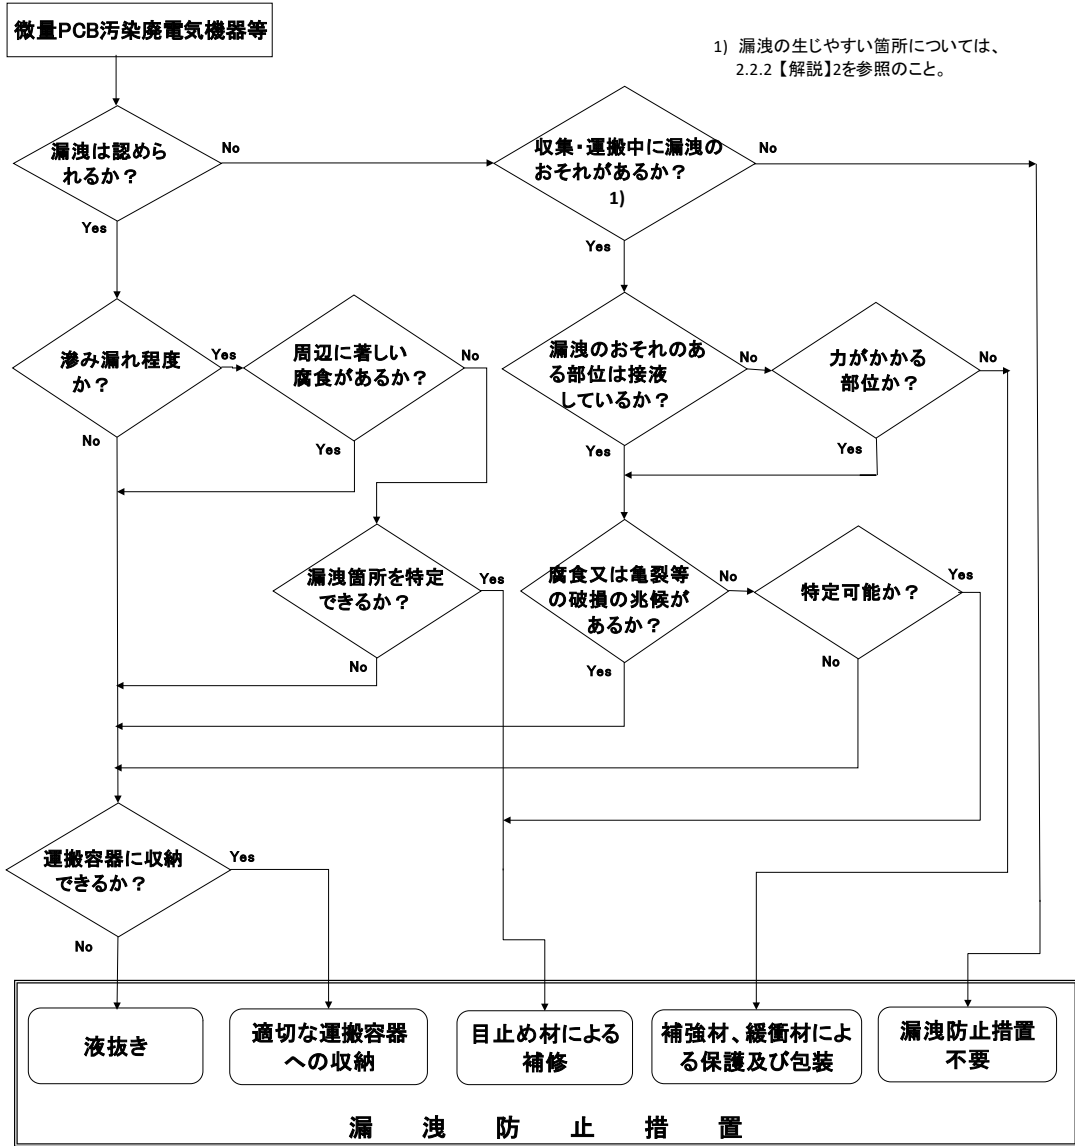 微量PCB汚染廃電気機器等
1) 漏洩の生じやすい箇所については、
2.2.2 【解説】2を参照のこと。
漏洩は認めら
れるか？
No
Yes
収集・運搬中に漏洩の
おそれがあるか？
1)
No
Yes
滲み漏れ程度
か？
Yes
No
周辺に著しい
腐食があるか？
No
Yes
漏洩のおそれのあ
る部位は接液
しているか？
No
Yes
力がかかる
部位か？
No
Yes
漏洩箇所を特定
できるか？
Yes
No
腐食又は亀裂等
の破損の兆候が
あるか？
No
Yes
特定可能か？
Yes
No
運搬容器に収納
できるか？
Yes
No
液抜き
適切な運搬容器
への収納
目止め材による
補修
補強材、緩衝材によ
る保護及び包装
漏洩防止措置
不要
漏洩防止措置